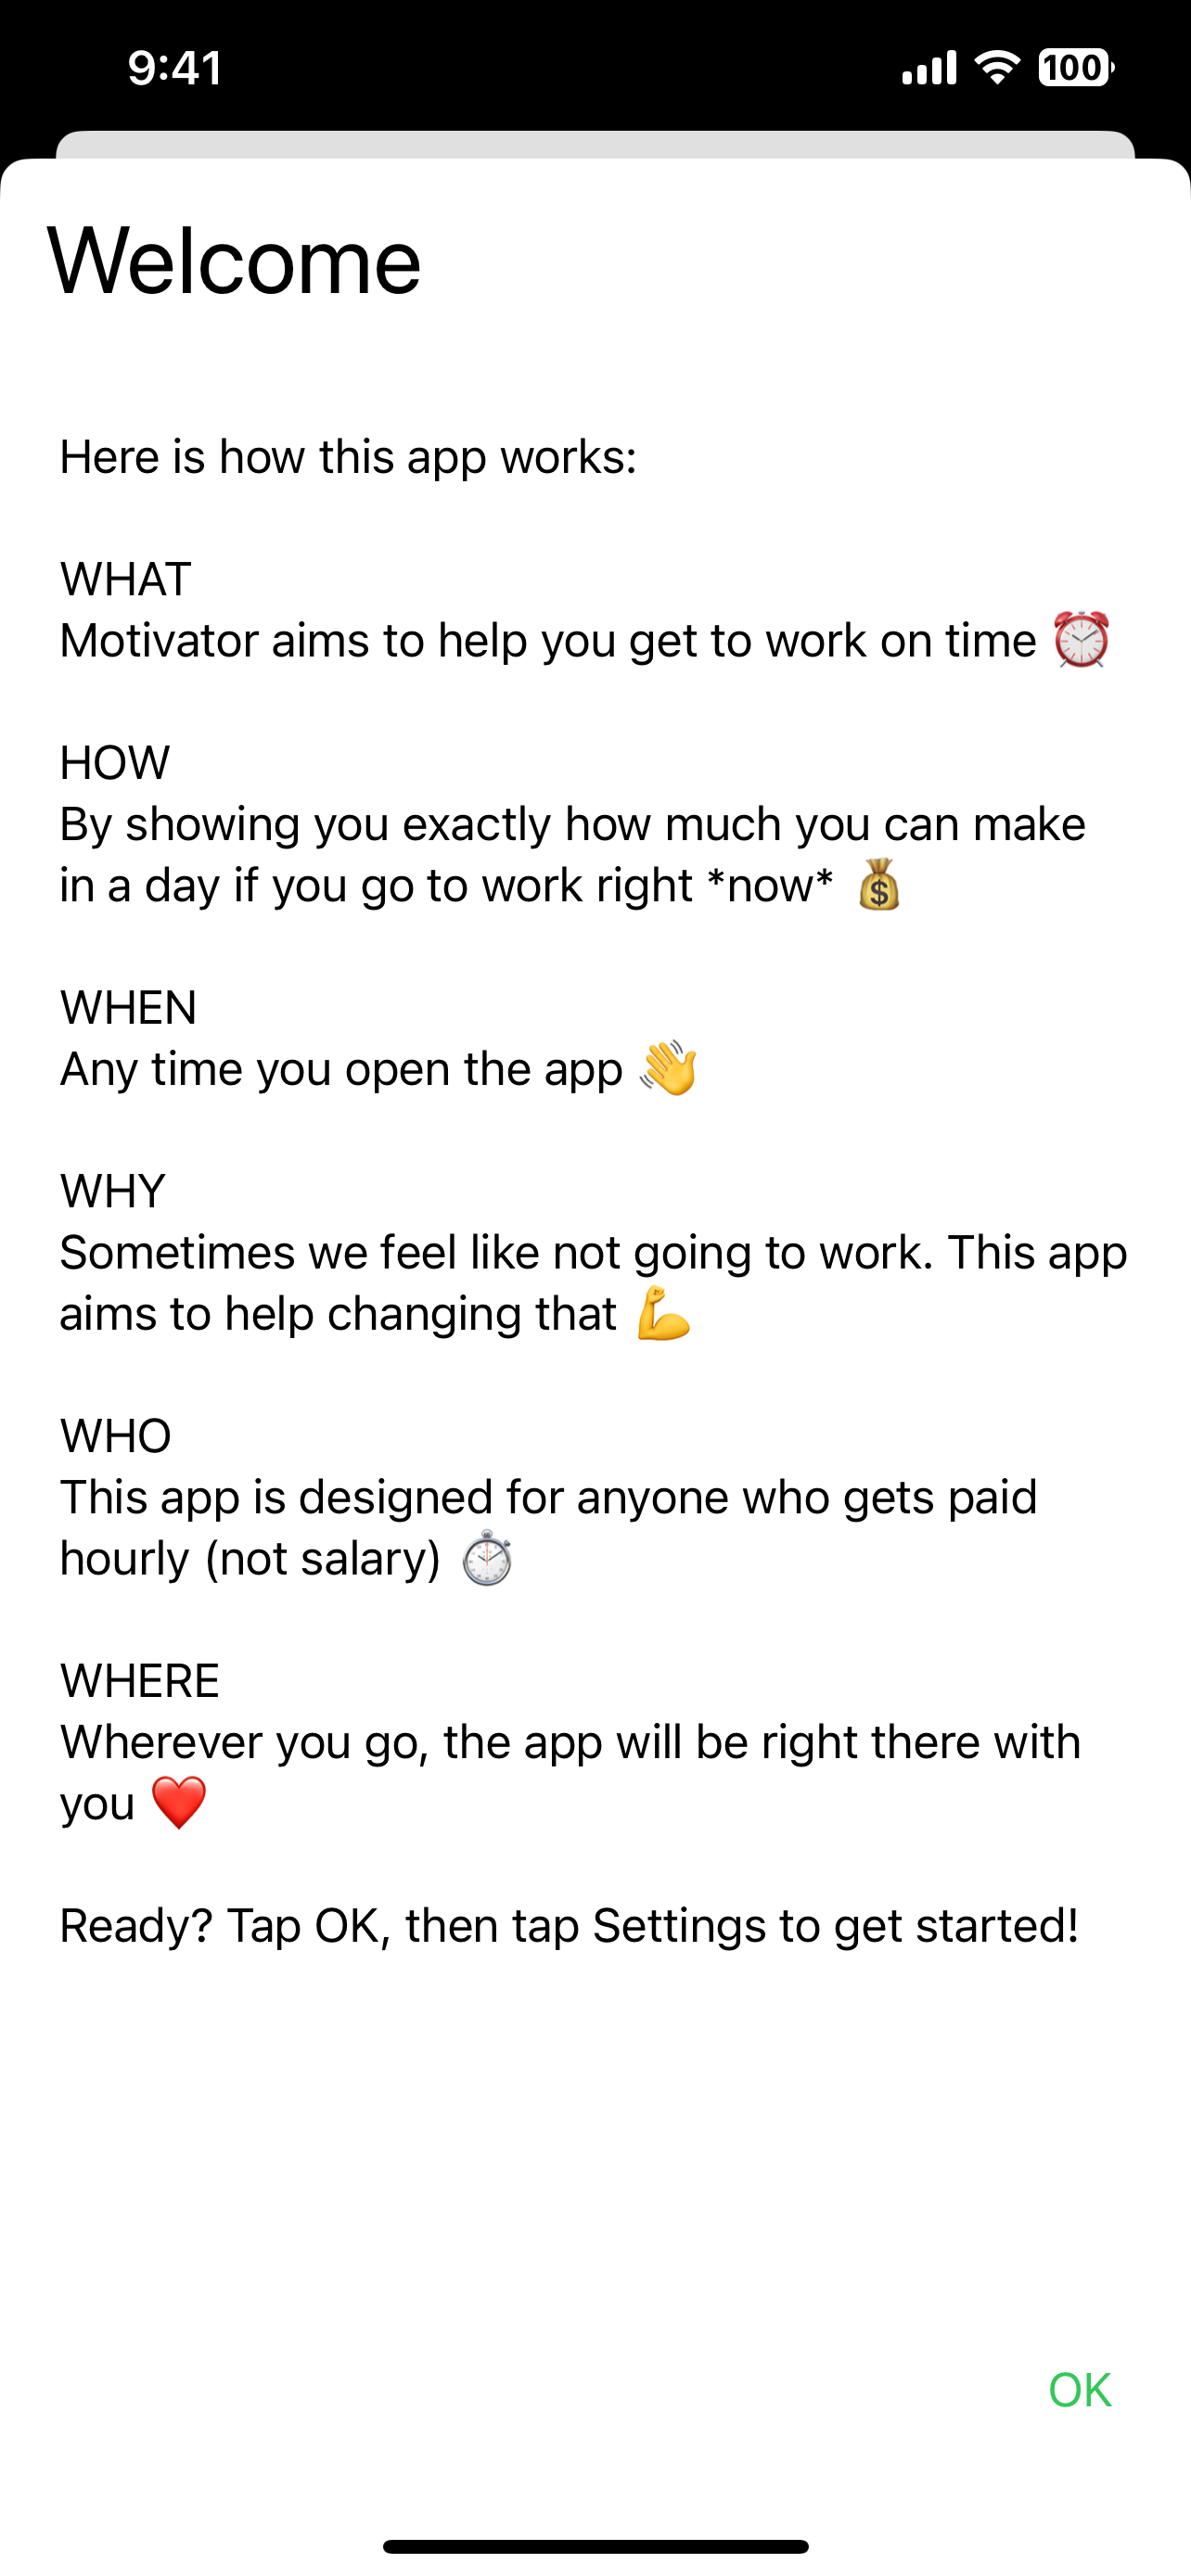 9:41
100
Welcome
Here is how this app works:
WHAT
Motivator aims to help you get to work on time ⏰
HOW
By showing you exactly how much you can make
in a day if you go to work right *now* 💰
WHEN
Any time you open the app 👋
WHY
Sometimes we feel like not going to work. This app
aims to help changing that 💪
WHO
This app is designed for anyone who gets paid
hourly (not salary) ⏱️
WHERE
Wherever you go, the app will be right there with
you ❤️
Ready? Tap OK, then tap Settings to get started!
OK